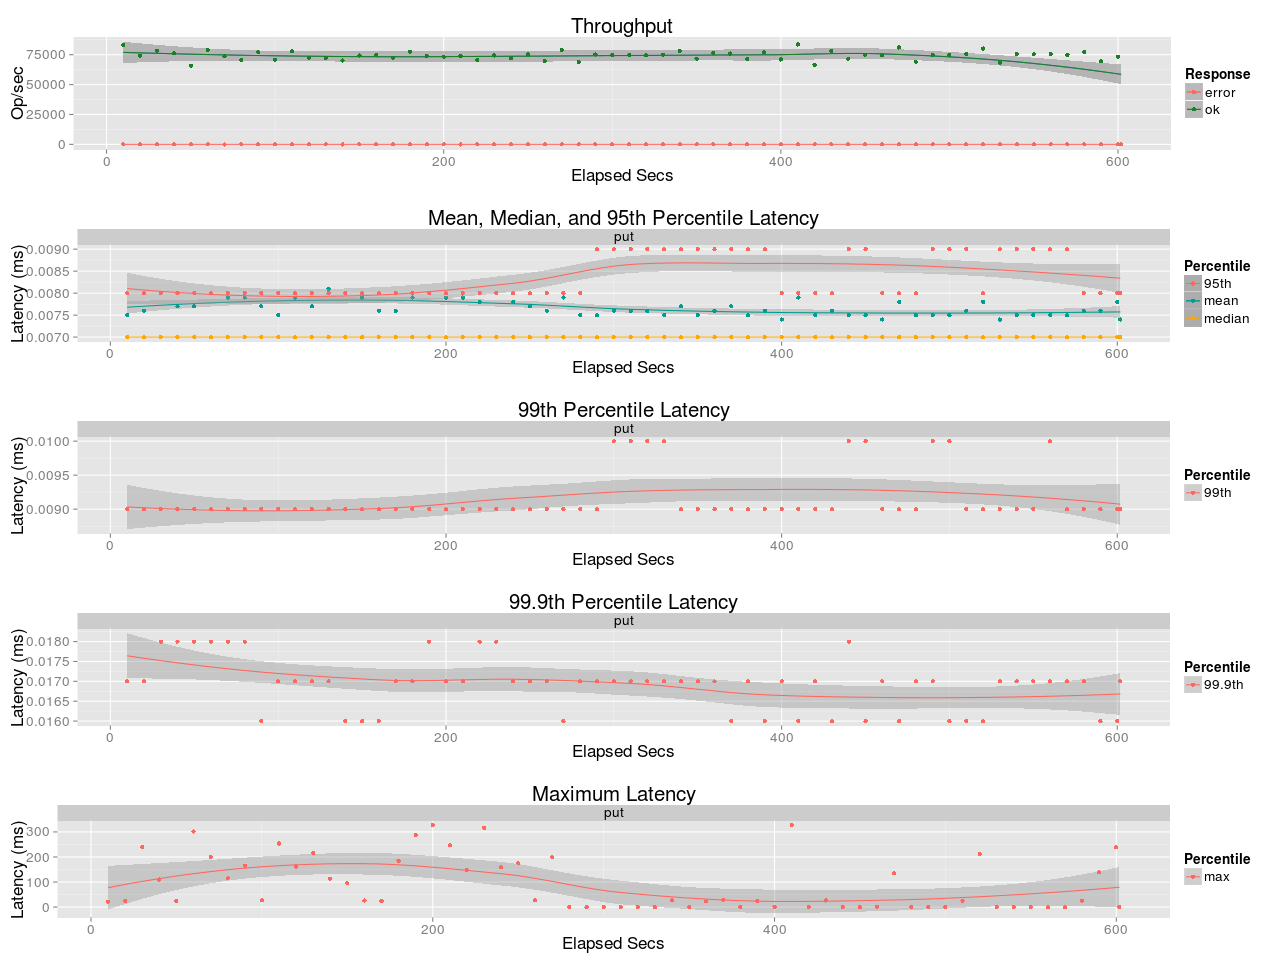 Throughput
Op/sec
75000
50000
25000
0
0 200 400 600
Elapsed Secs
Response
error
ok
Mean, Median, and 95th Percentile Latency
put
Latency (ms)
0.0090
0.0085
0.0080
0.0075
0.0070
0 200 400 600
Elapsed Secs
Percentile
95th
mean
median
99th Percentile Latency
put
Latency (ms)
0.0100
0.0095
0.0090
0 200 400 600
Elapsed Secs
Percentile
99th
99.9th Percentile Latency
put
Latency (ms)
0.0180
0.0175
0.0170
0.0165
0.0160
0 200 400 600
Elapsed Secs
Percentile
99.9th
Maximum Latency
put
Latency (ms)
300
200
100
0
0 200 400 600
Elapsed Secs
Percentile
max